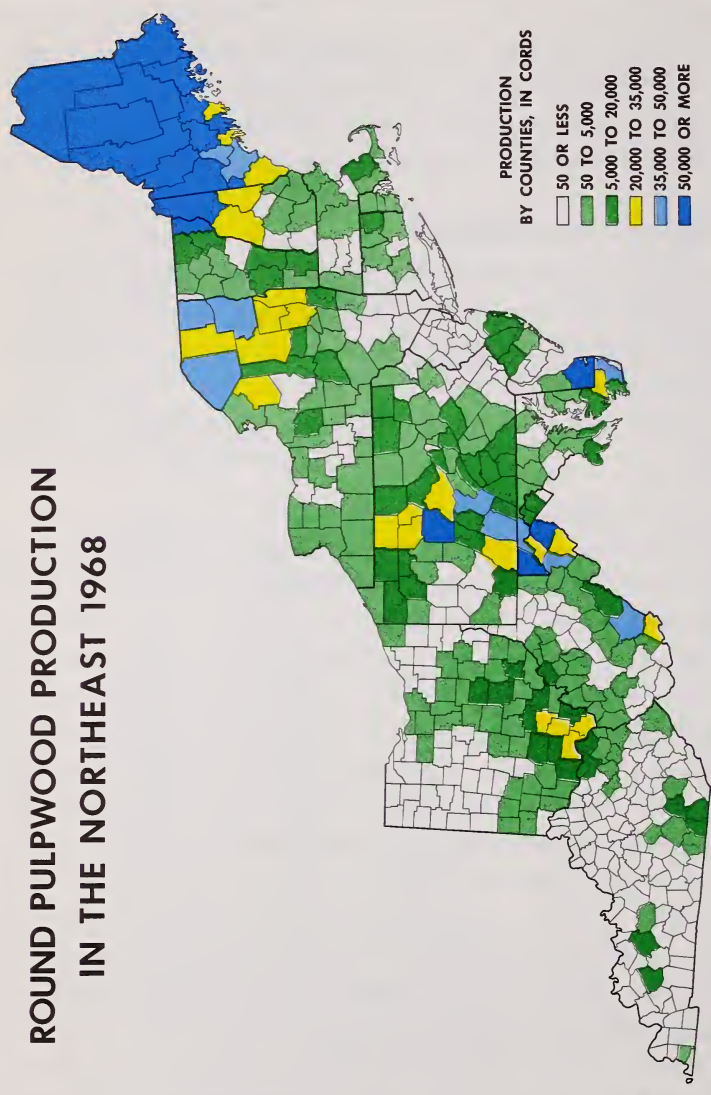 ROUND PULPWOOD PRODUCTION
IN THE NORTHEAST 1968
PRODUCTION
BY COUNTIES, IN CORDS
50 OR LESS
50 TO 5,000
5,000 TO 20,000
20,000 TO 35,000
35,000 TO 50,000
50,000 OR MORE